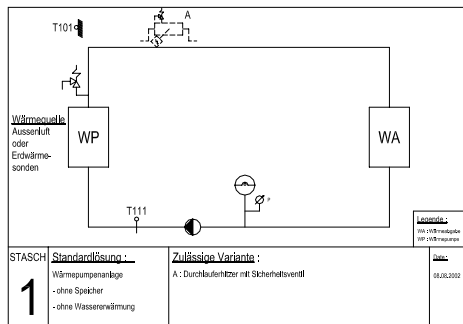 T101
A
3
Wärmequelle
Aussenluft
oder
Erdwärme-
sonden
WP
WA
T111
P
Legende :
WA : Wärmeabgabe
WP : Wärmepumpe
STASCH
1
Standardlösung :
Wärmepumpenanlage
- ohne Speicher
- ohne Wassererwärmung
Zulässige Variante :
A : Durchlauferhitzer mit Sicherheitsventil
Date:
08.08.2002